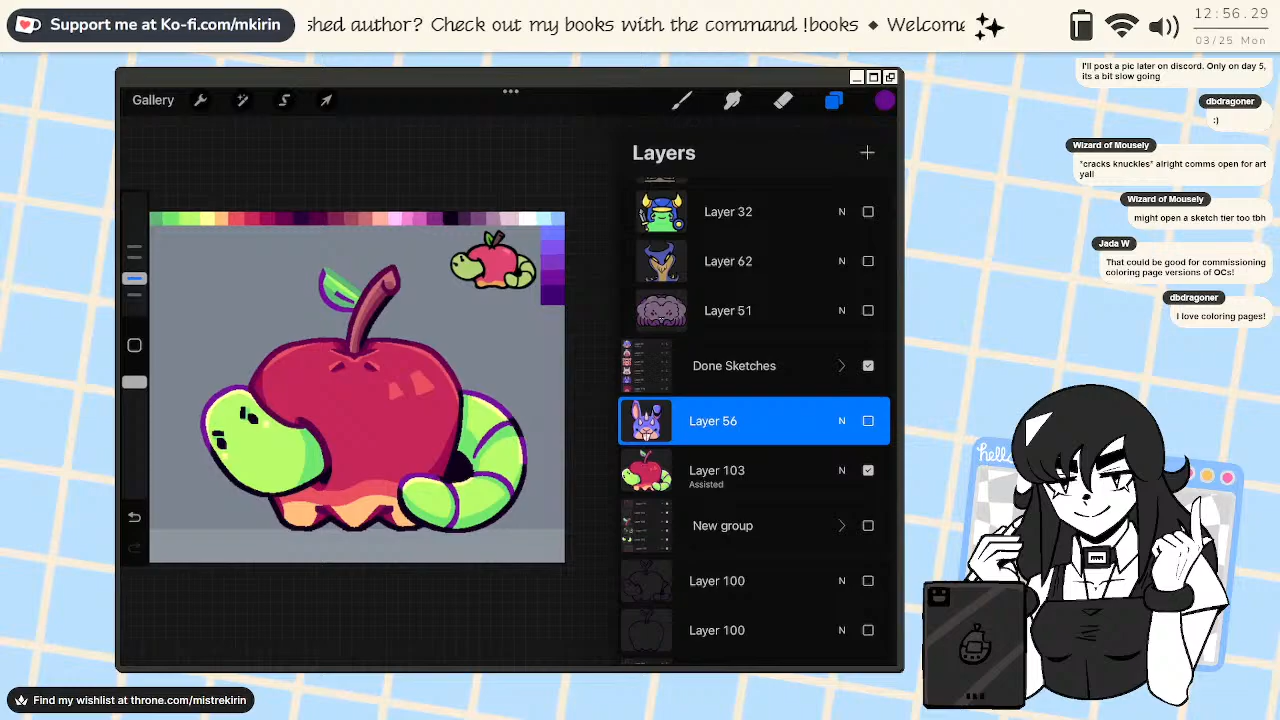 Support me at Ko-fi.com/mkirin
shed author? Check out my books with the command !books ◆ Welcome
12:56.29
03/25 Mon
I'll post a pic later on discord. Only on day 5,
its a bit slow going
dbdragoner
:)
Wizard of Mousely
*cracks knuckles* alright comms open for art
yall
Wizard of Mousely
might open a sketch tier too tbh
Jada W
That could be good for commissioning
coloring page versions of OCs!
dbdragoner
I love coloring pages!
Gallery
Layers
Layer 32 N
Layer 62 N
Layer 51 N
Done Sketches
Layer 56 N
Layer 103 N
Assisted
New group
Layer 100 N
Layer 100 N
hello
Find my wishlist at throne.com/mistrekirin